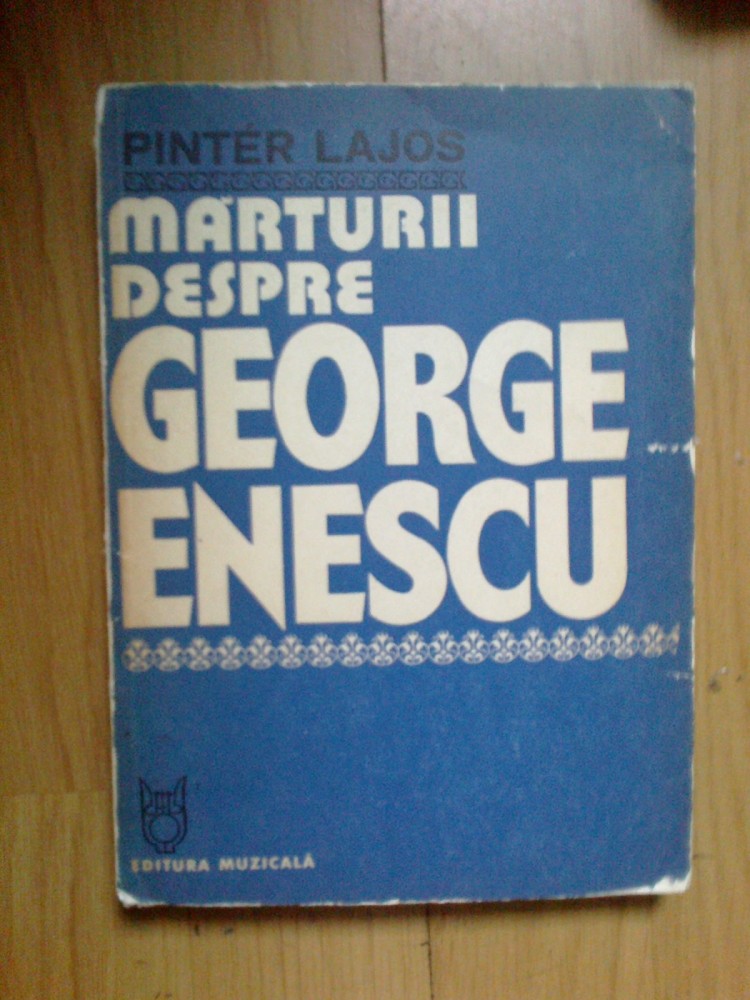 PINTÉR LAJOS
MĂRTURII
DESPRE
GEORGE
ENESCU
EDITURA MUZICALĂ